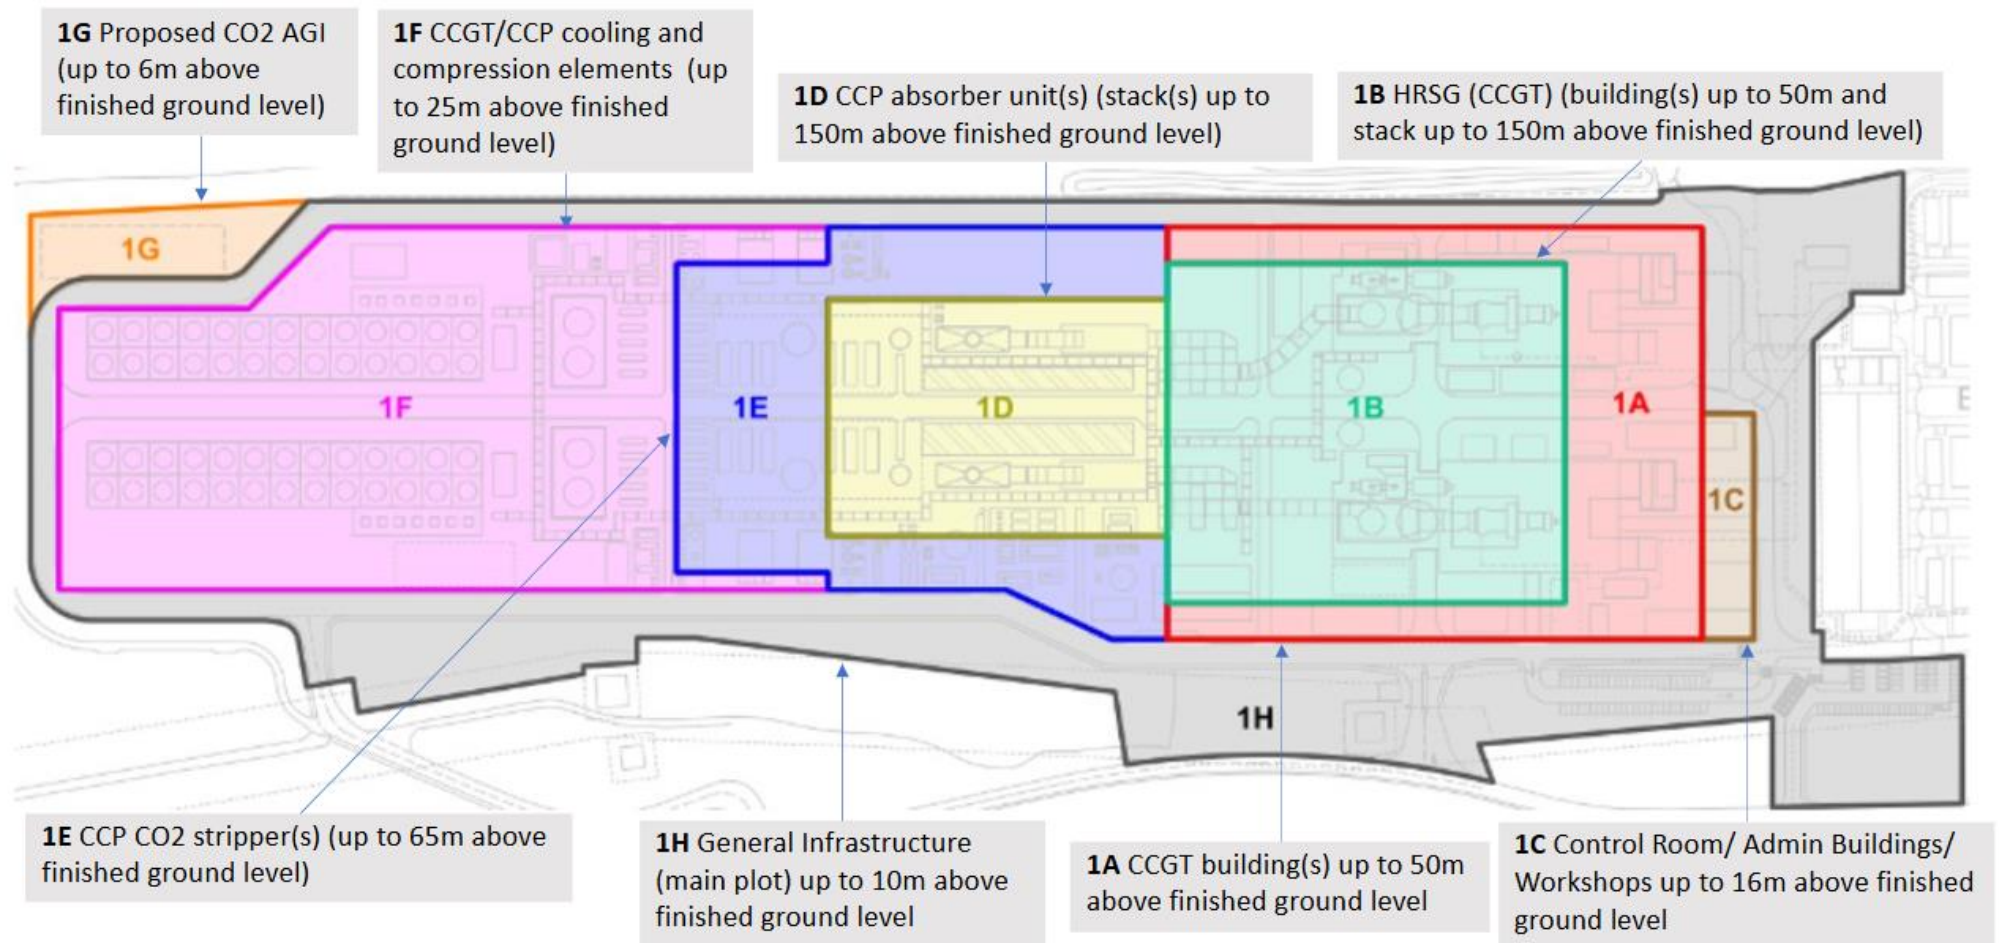 1G Proposed CO2 AGI
(up to 6m above
finished ground level)
1F CCGT/CCP cooling and
compression elements (up
to 25m above finished
ground level)
1D CCP absorber unit(s) (stack(s) up to
150m above finished ground level)
1B HRSG (CCGT) (building(s) up to 50m and
stack up to 150m above finished ground level)
1G
1F
1E
1D
1B
1A
1C
1H
1E CCP CO2 stripper(s) (up to 65m above
finished ground level)
1H General Infrastructure
(main plot) up to 10m above
finished ground level
1A CCGT building(s) up to 50m
above finished ground level
1C Control Room/ Admin Buildings/
Workshops up to 16m above finished
ground level